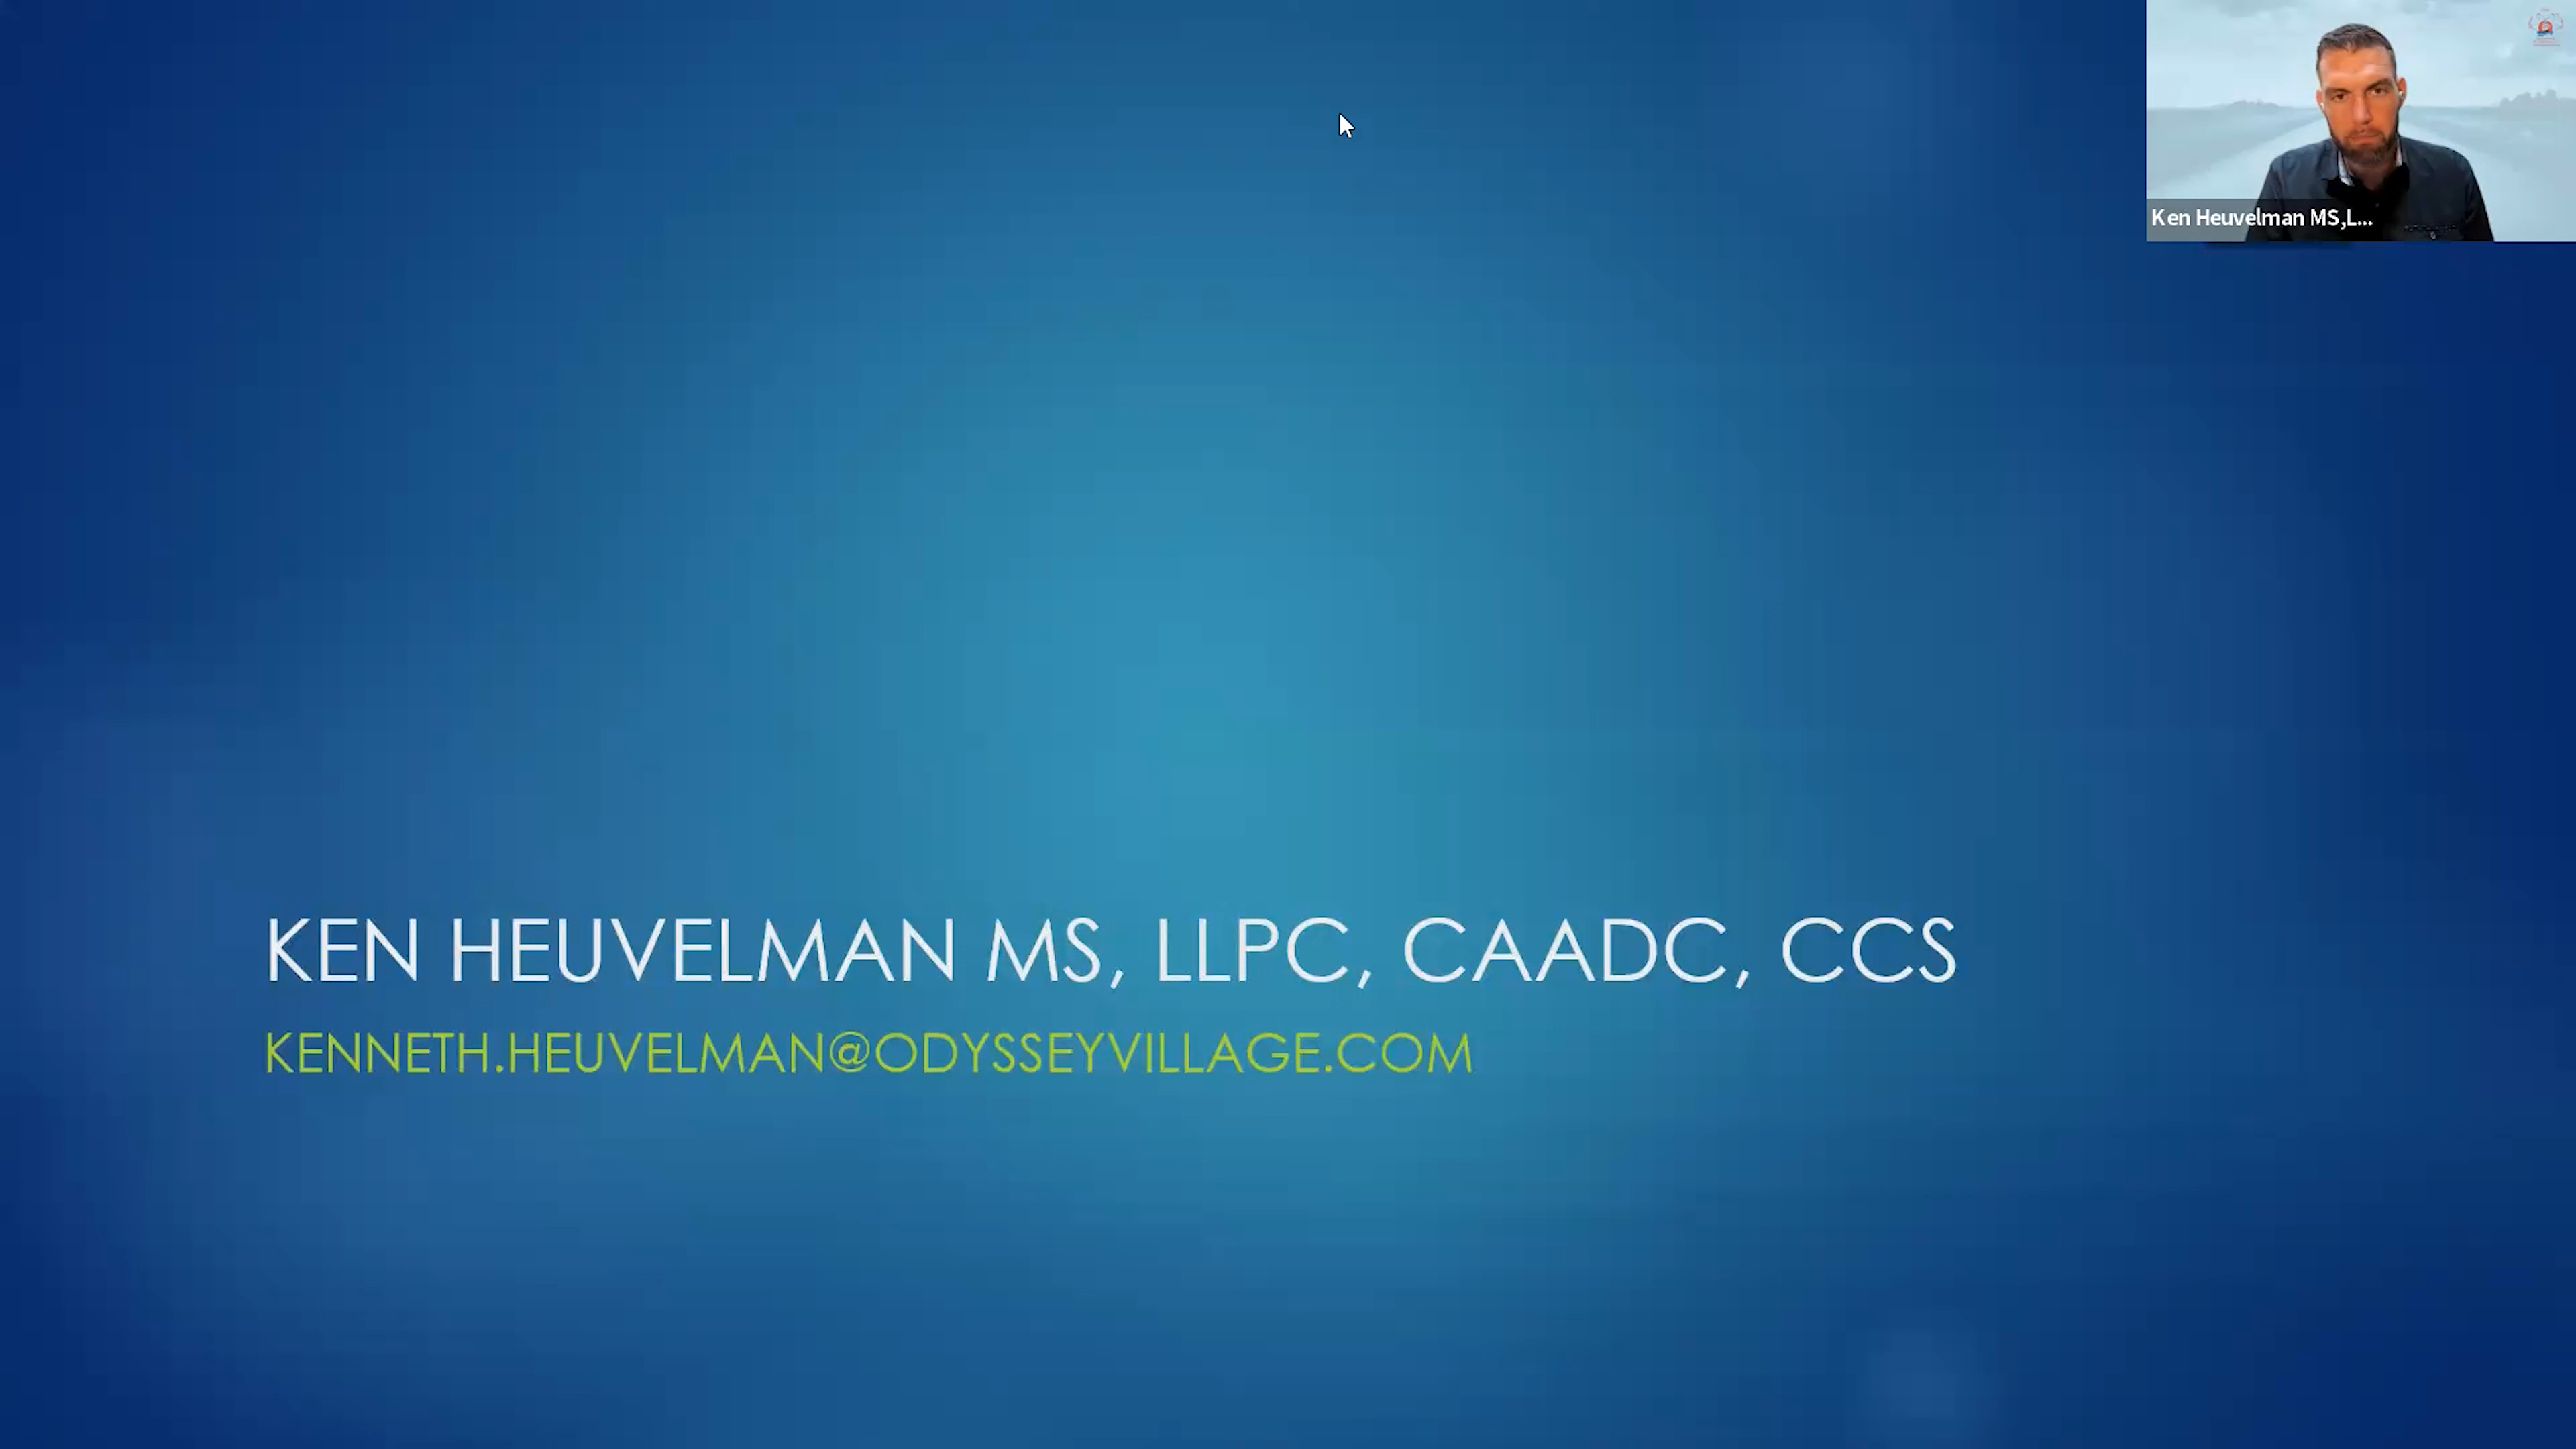 Ken Heuvelman MS,L...
KEN HEUVELMAN MS, LLPC, CAADC, CCS
KENNETH.HEUVELMAN@ODYSSEYVILLAGE.COM